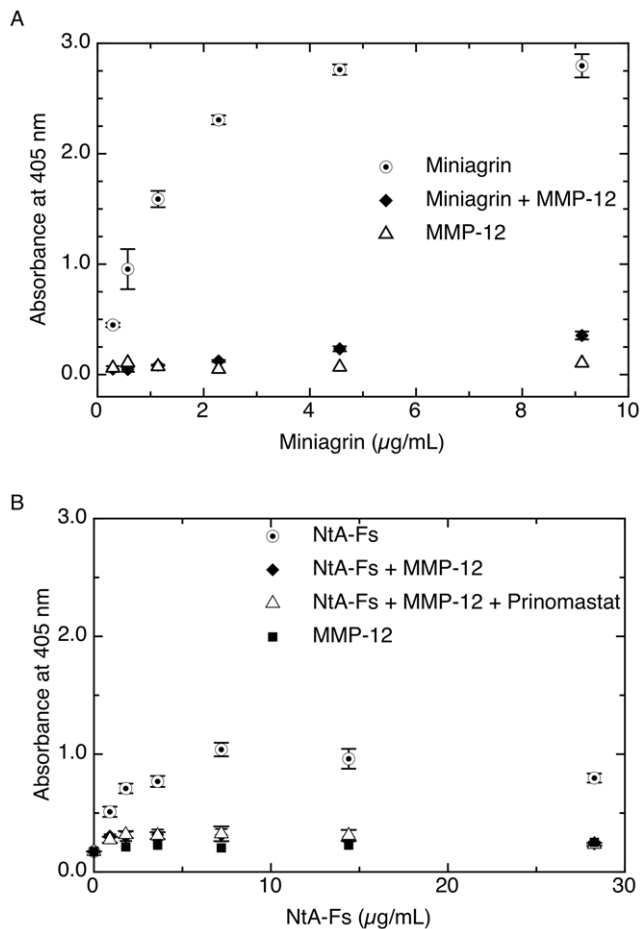 A
3.0
2.0
1.0
0.0
Absorbance at 405 nm
Miniagrin
Miniagrin + MMP-12
MMP-12
0 2 4 6 8 10
Miniagrin (µg/mL)
B
3.0
2.0
1.0
0.0
Absorbance at 405 nm
NtA-Fs
NtA-Fs + MMP-12
NtA-Fs + MMP-12 + Prinomastat
MMP-12
0 10 20 30
NtA-Fs (µg/mL)